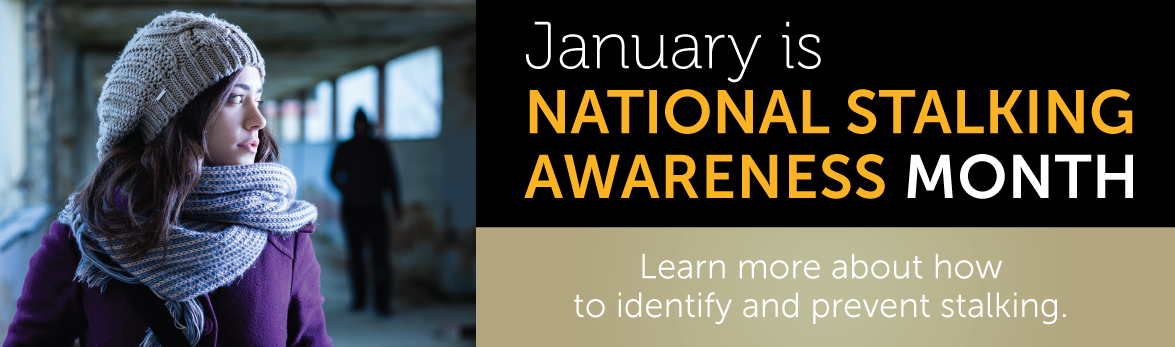 January is
NATIONAL STALKING
AWARENESS MONTH
Learn more about how
to identify and prevent stalking.